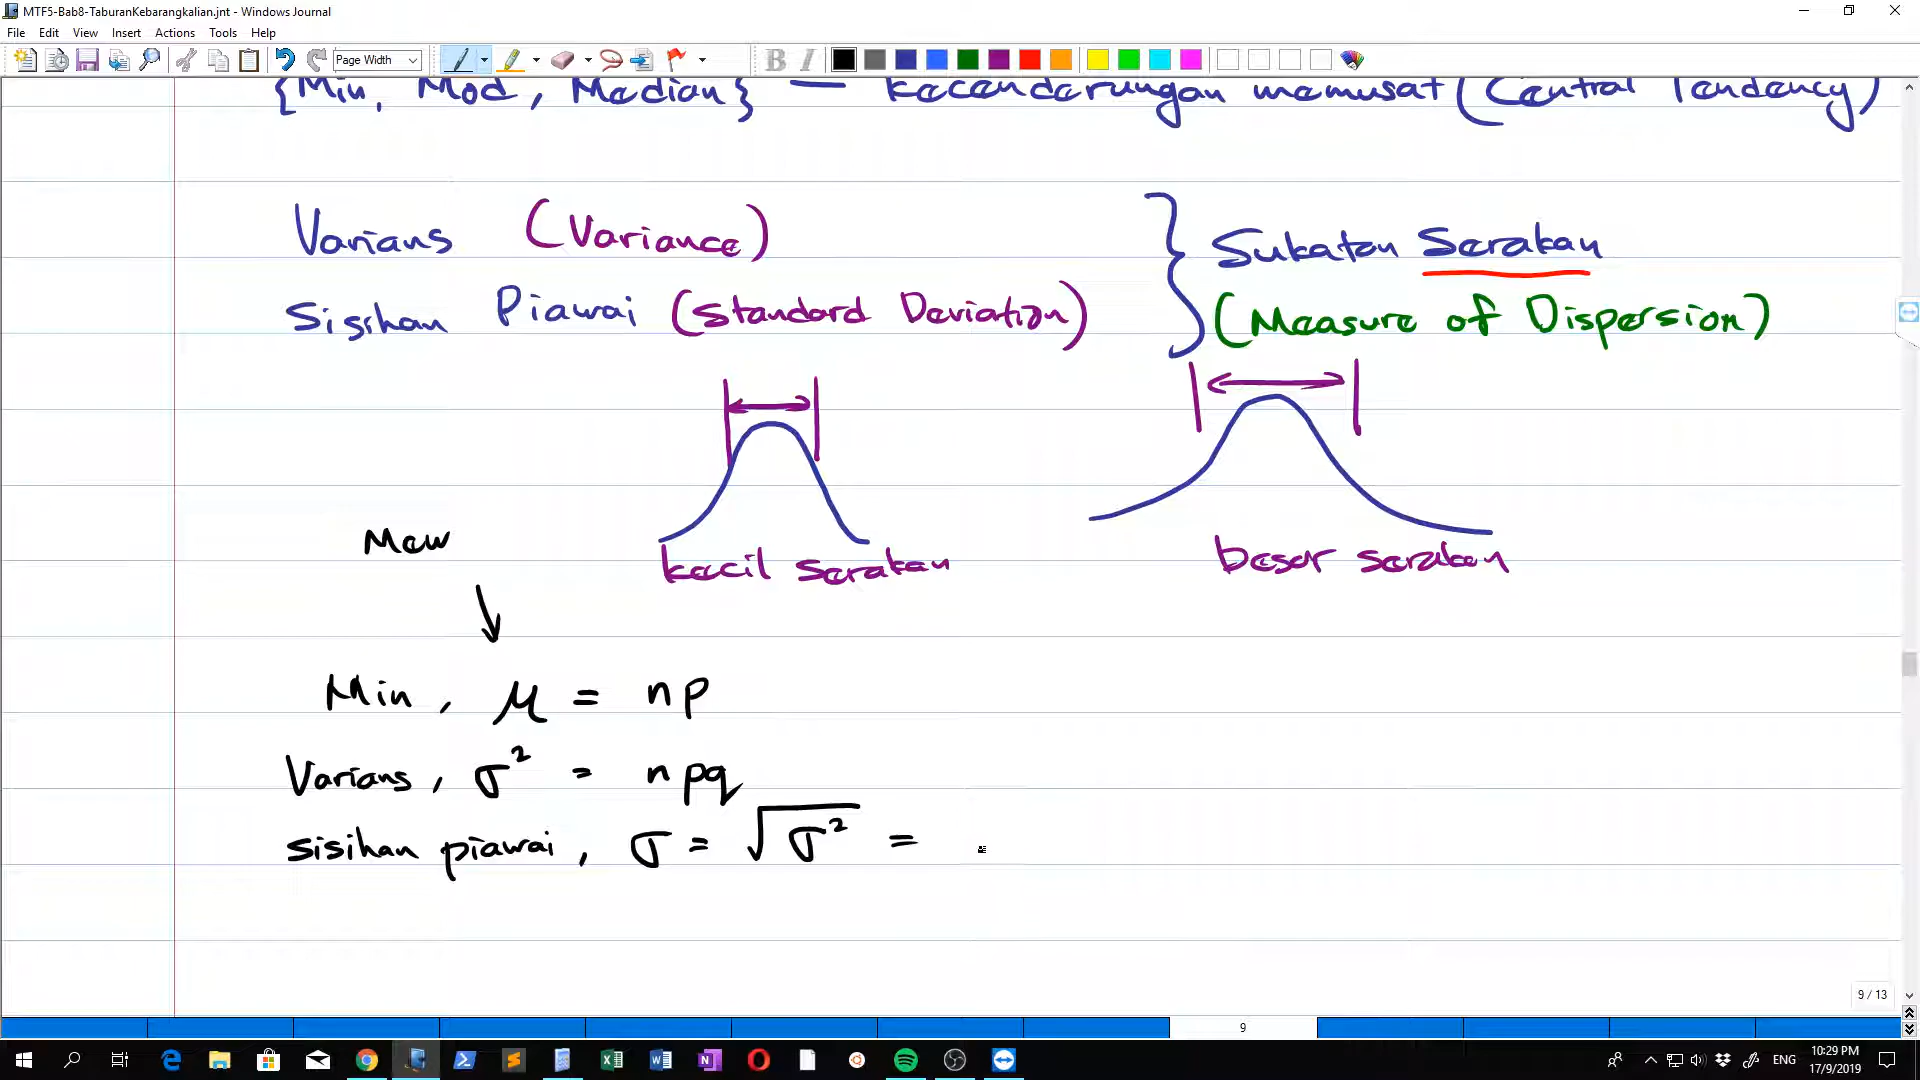 MTF5-Bab8-TaburanKebarangkalian.jnt - Windows Journal
File Edit View Insert Actions Tools Help
Page Width
B I
{Min, Mod, Median} — kecenderungan memusat (Central Tendency)
Varians (Variance)
Sisihan Piawai (Standard Deviation)
Sukatan Serakan
(Measure of Dispersion)
Mew
kecil serakan
besar serakan
Min, μ = np
Varians, σ² = npq
sisihan piawai, σ = √σ² =
9 / 13
9
ENG
10:29 PM
17/9/2019